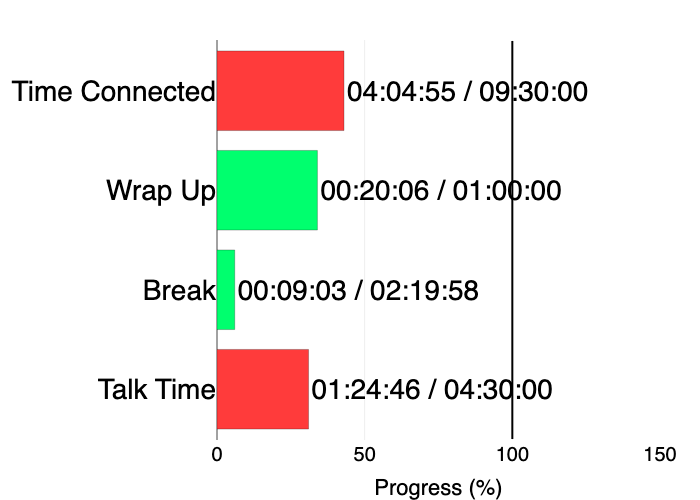 Time Connected 04:04:55 / 09:30:00
Wrap Up 00:20:06 / 01:00:00
Break 00:09:03 / 02:19:58
Talk Time 01:24:46 / 04:30:00
0 50 100 150
Progress (%)